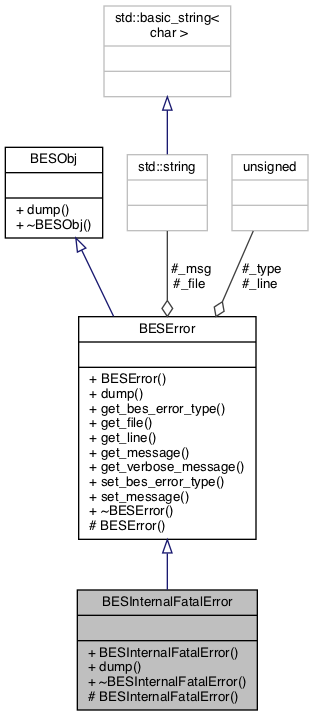 std::basic_string<
char >
BESObj
+ dump()
+ ~BESObj()
std::string
unsigned
#_msg
#_file
#_type
#_line
BESError
+ BESError()
+ dump()
+ get_bes_error_type()
+ get_file()
+ get_line()
+ get_message()
+ get_verbose_message()
+ set_bes_error_type()
+ set_message()
+ ~BESError()
# BESError()
BESInternalFatalError
+ BESInternalFatalError()
+ dump()
+ ~BESInternalFatalError()
# BESInternalFatalError()